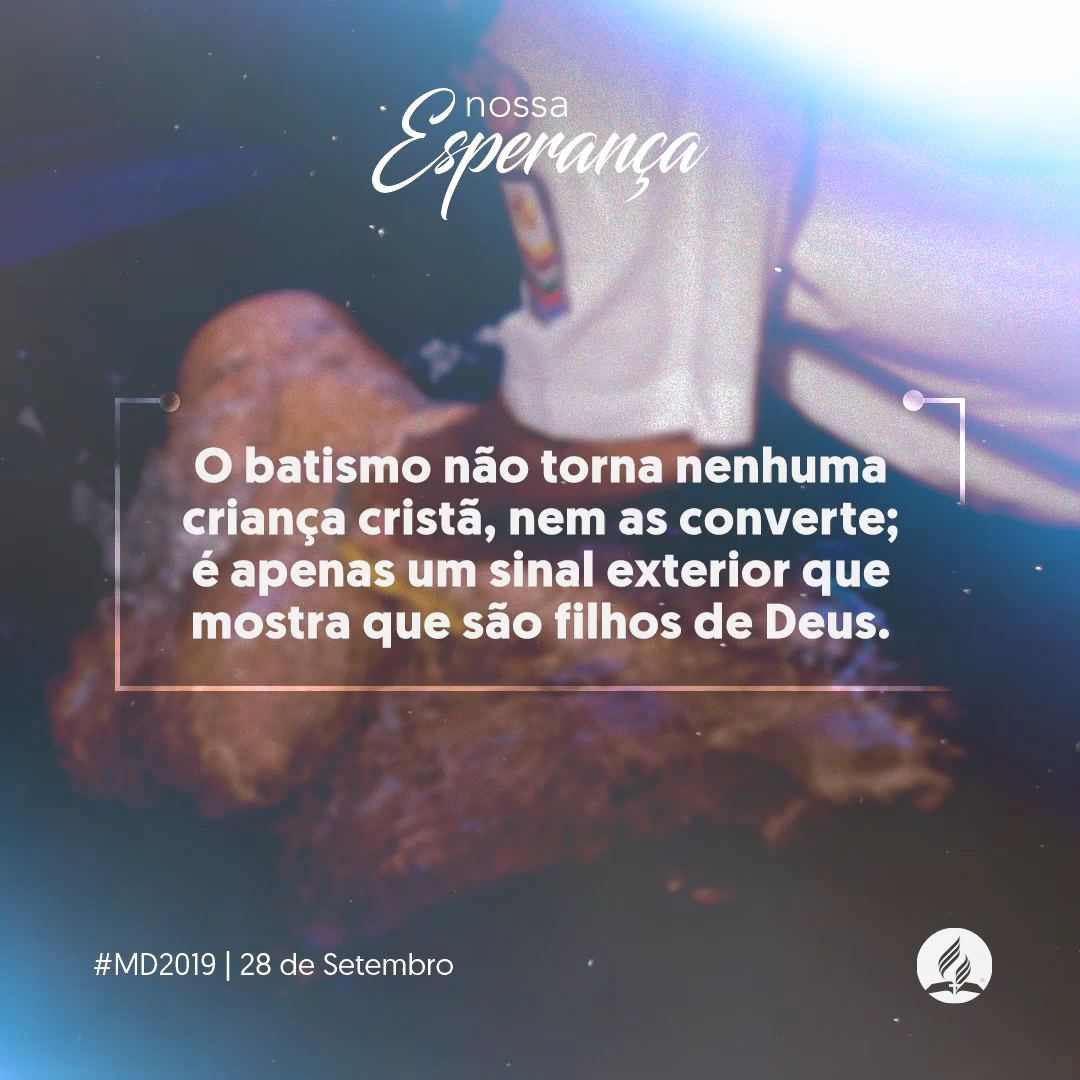 nossa
Esperança
O batismo não torna nenhuma
criança cristã, nem as converte;
é apenas um sinal exterior que
mostra que são filhos de Deus.
#MD2019 | 28 de Setembro